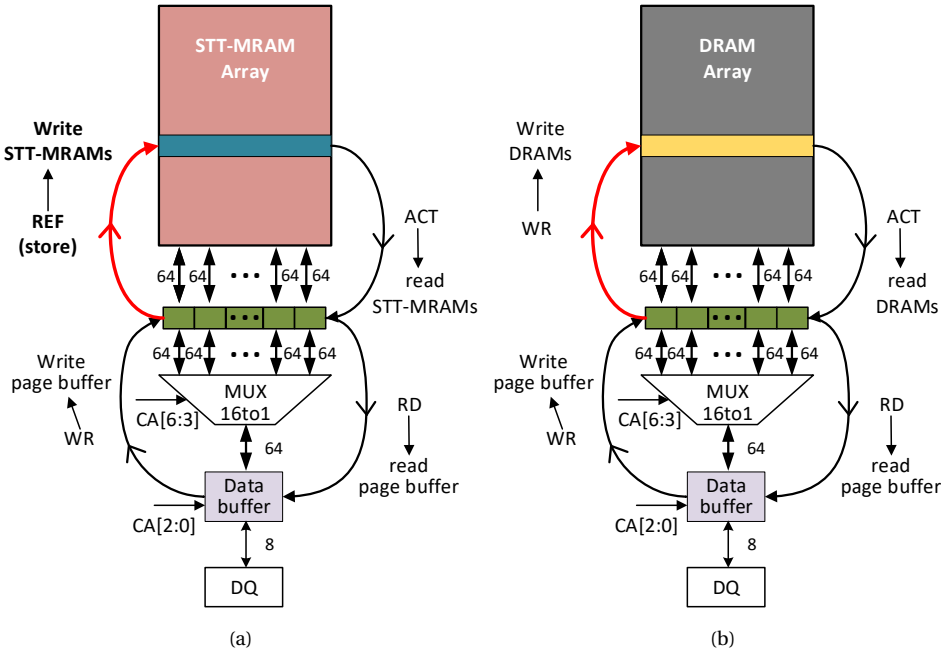 STT-MRAM
Array
Write
STT-MRAMs
REF
(store)
ACT
read
STT-MRAMs
64
64
64
64
64
64
64
64
Write
page buffer
WR
MUX
16to1
CA[6:3]
RD
read
page buffer
64
Data
buffer
CA[2:0]
8
DQ
(a)
DRAM
Array
Write
DRAMs
WR
ACT
read
DRAMs
64
64
64
64
64
64
64
64
Write
page buffer
WR
MUX
16to1
CA[6:3]
RD
read
page buffer
64
Data
buffer
CA[2:0]
8
DQ
(b)